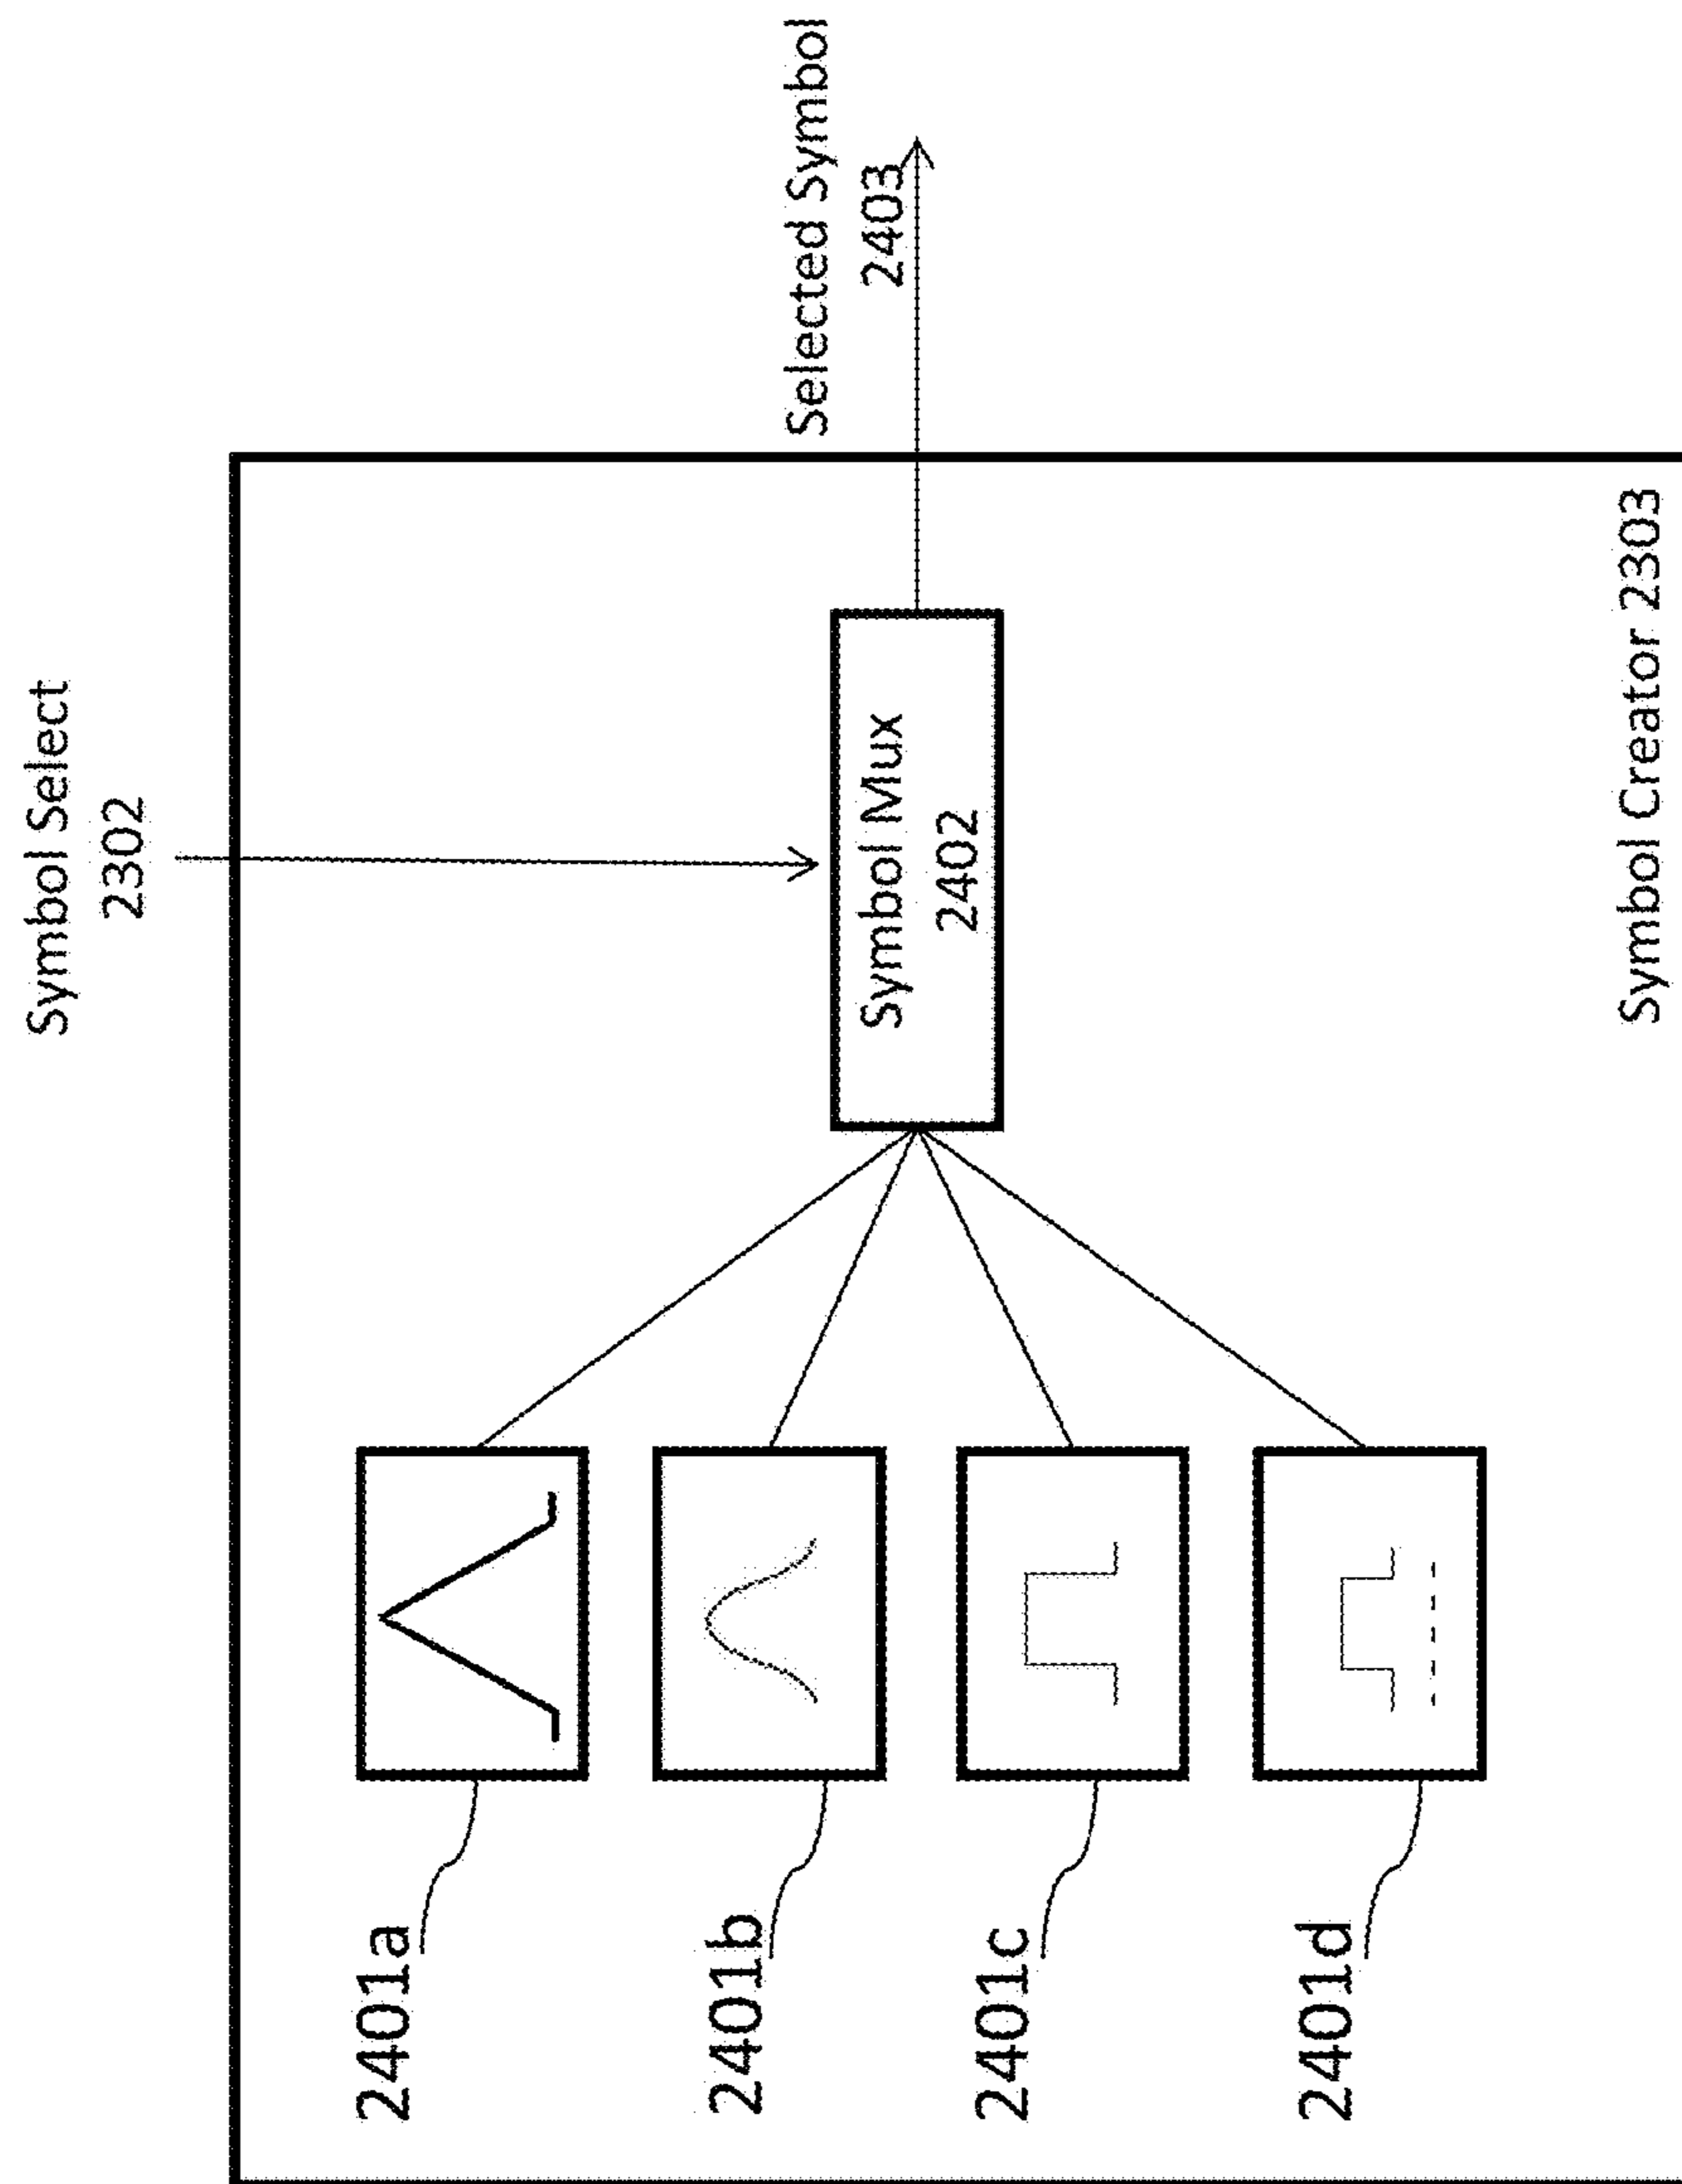 Symbol Select
2302
2401a
2401b
2401c
2401d
Symbol Mux
2402
Selected Symbol
2403
Symbol Creator 2303